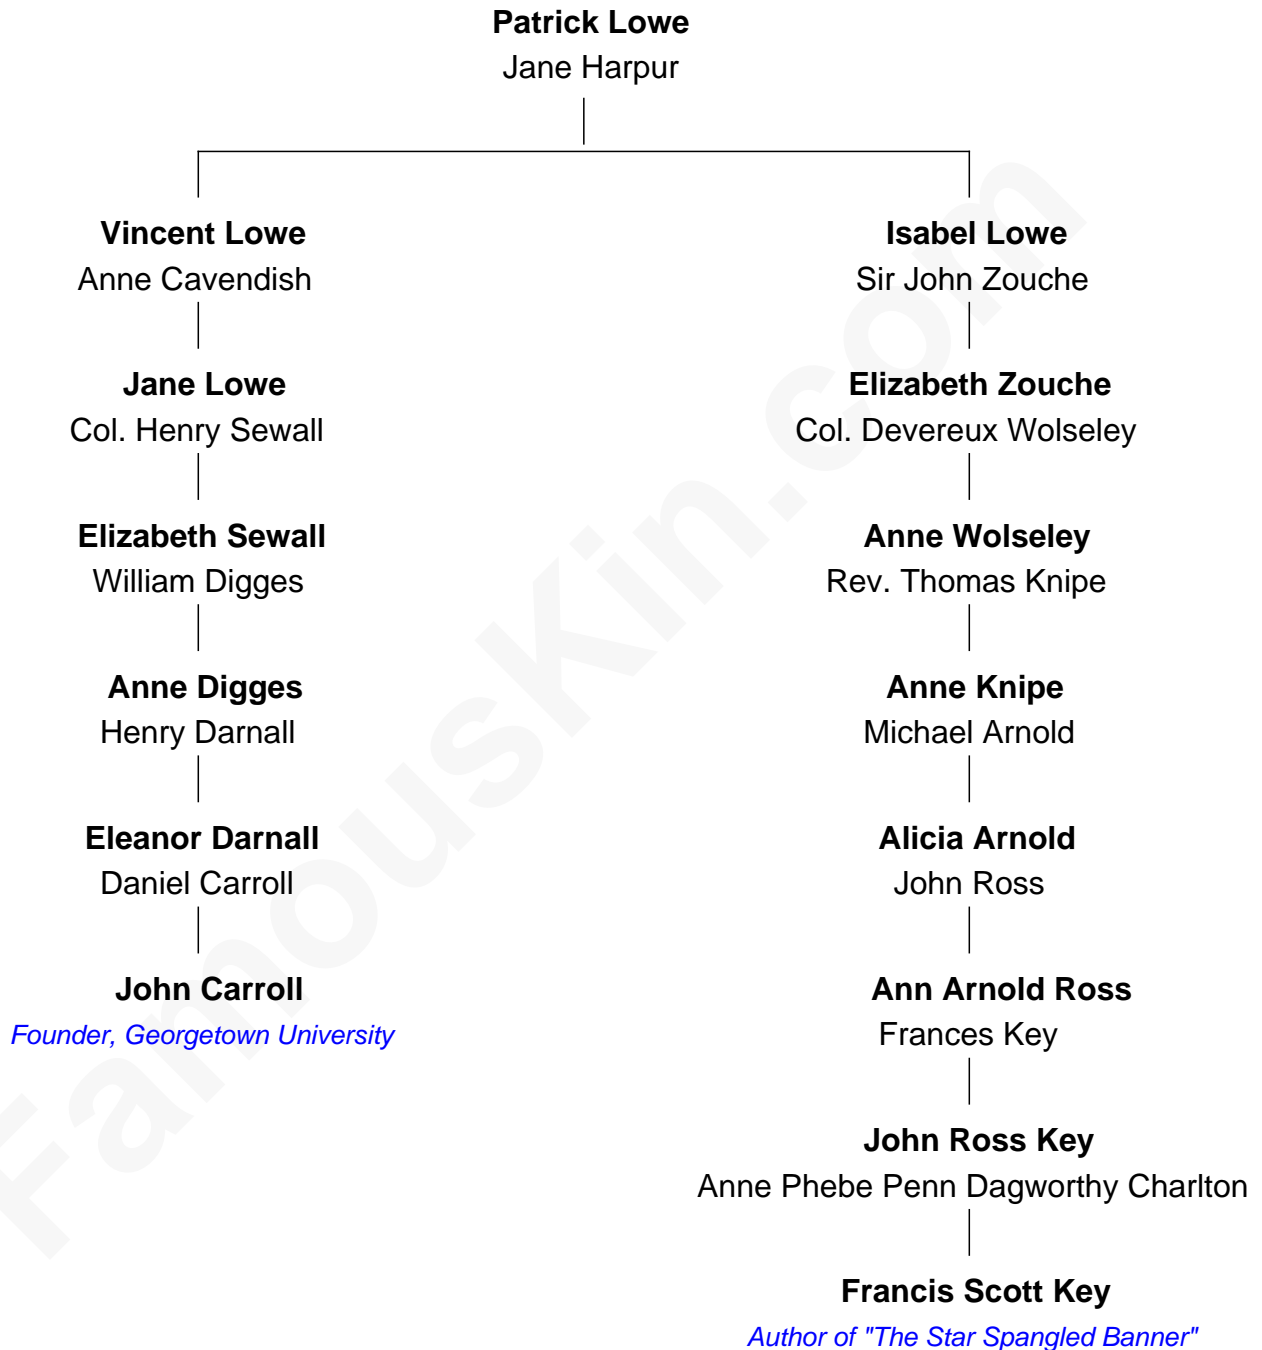 Patrick Lowe
Jane Harpur
Vincent Lowe
Anne Cavendish
Jane Lowe
Col. Henry Sewall
Elizabeth Sewall
William Digges
Anne Digges
Henry Darnall
Eleanor Darnall
Daniel Carroll
John Carroll
Founder, Georgetown University
Isabel Lowe
Sir John Zouche
Elizabeth Zouche
Col. Devereux Wolseley
Anne Wolseley
Rev. Thomas Knipe
Anne Knipe
Michael Arnold
Alicia Arnold
John Ross
Ann Arnold Ross
Frances Key
John Ross Key
Anne Phebe Penn Dagworthy Charlton
Francis Scott Key
Author of "The Star Spangled Banner"
FamousKin.com